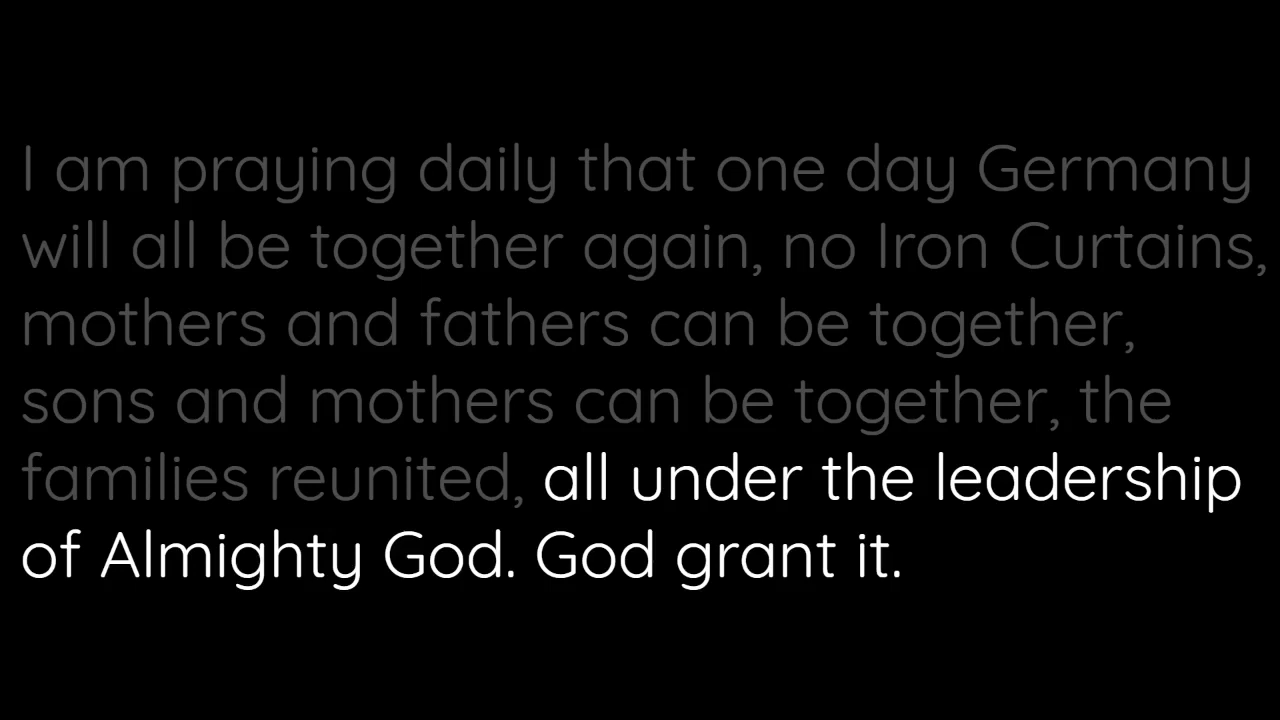 I am praying daily that one day Germany
will all be together again, no Iron Curtains,
mothers and fathers can be together,
sons and mothers can be together, the
families reunited, all under the leadership
of Almighty God. God grant it.